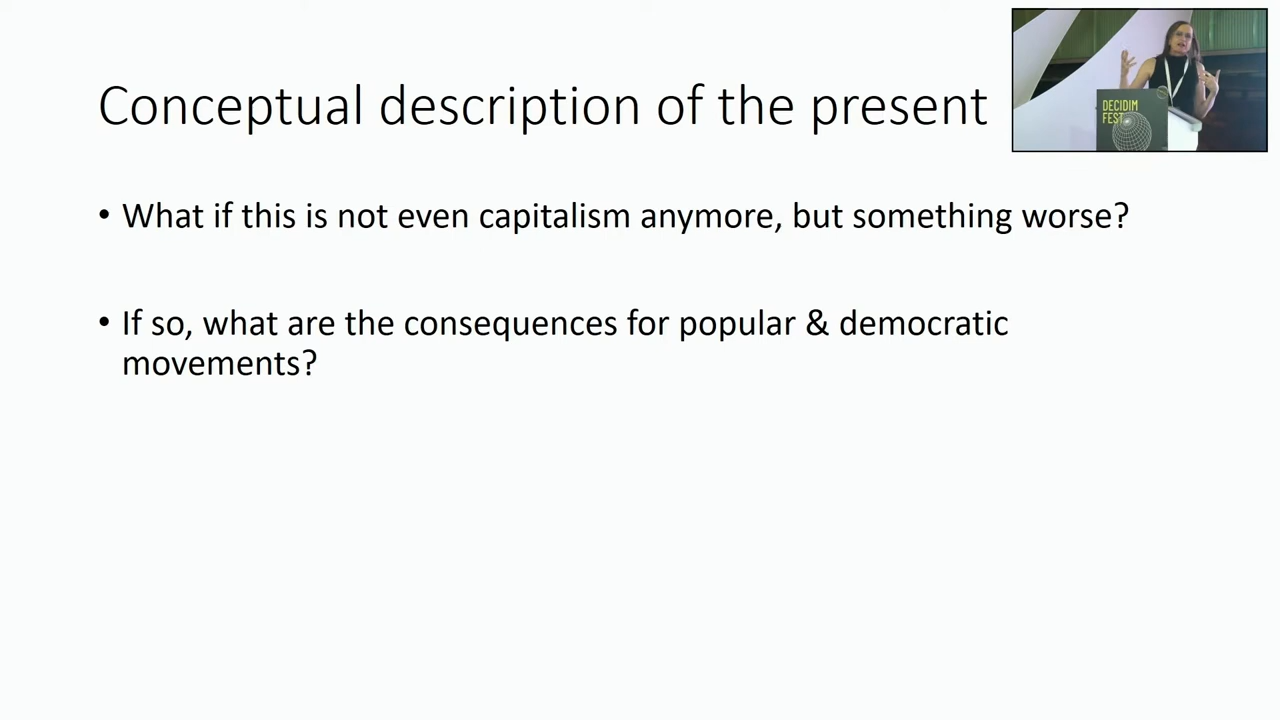 Conceptual description of the present
DECIDIM
FEST
• What if this is not even capitalism anymore, but something worse?
• If so, what are the consequences for popular & democratic
movements?